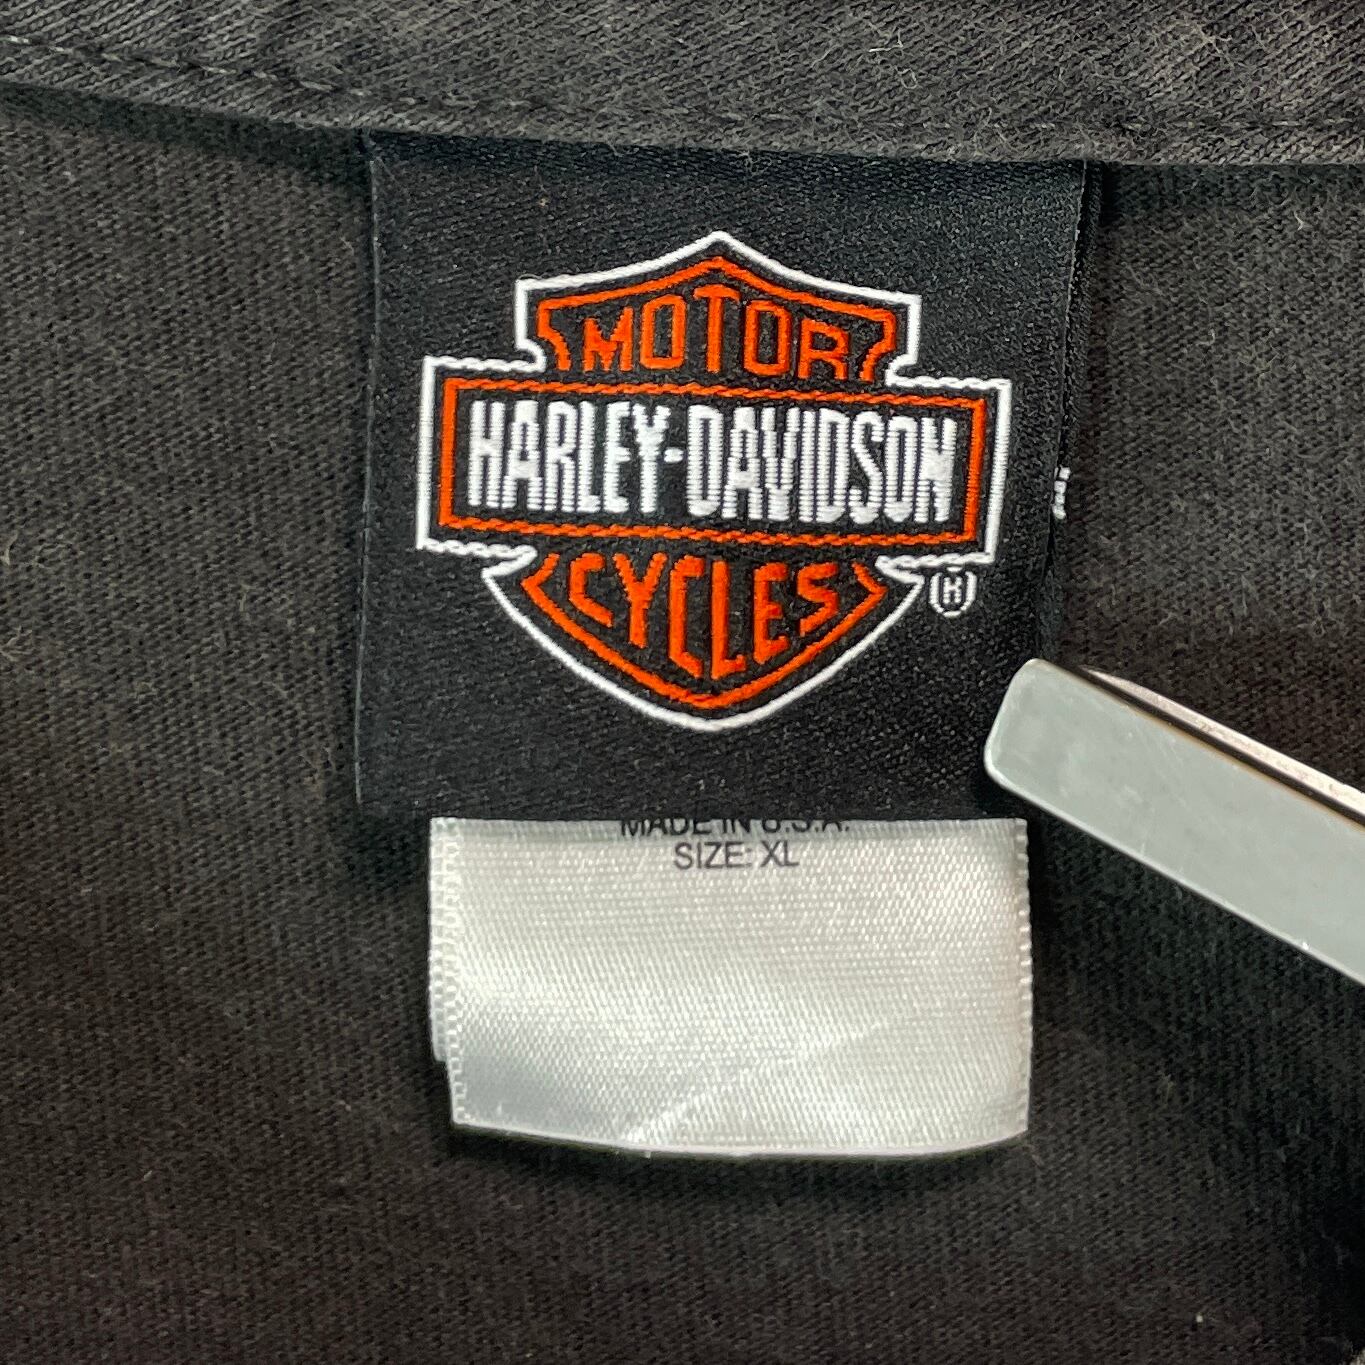 MOTOR
HARLEY-DAVIDSON
CYCLES
®
MADE IN U.S.A.
SIZE: XL